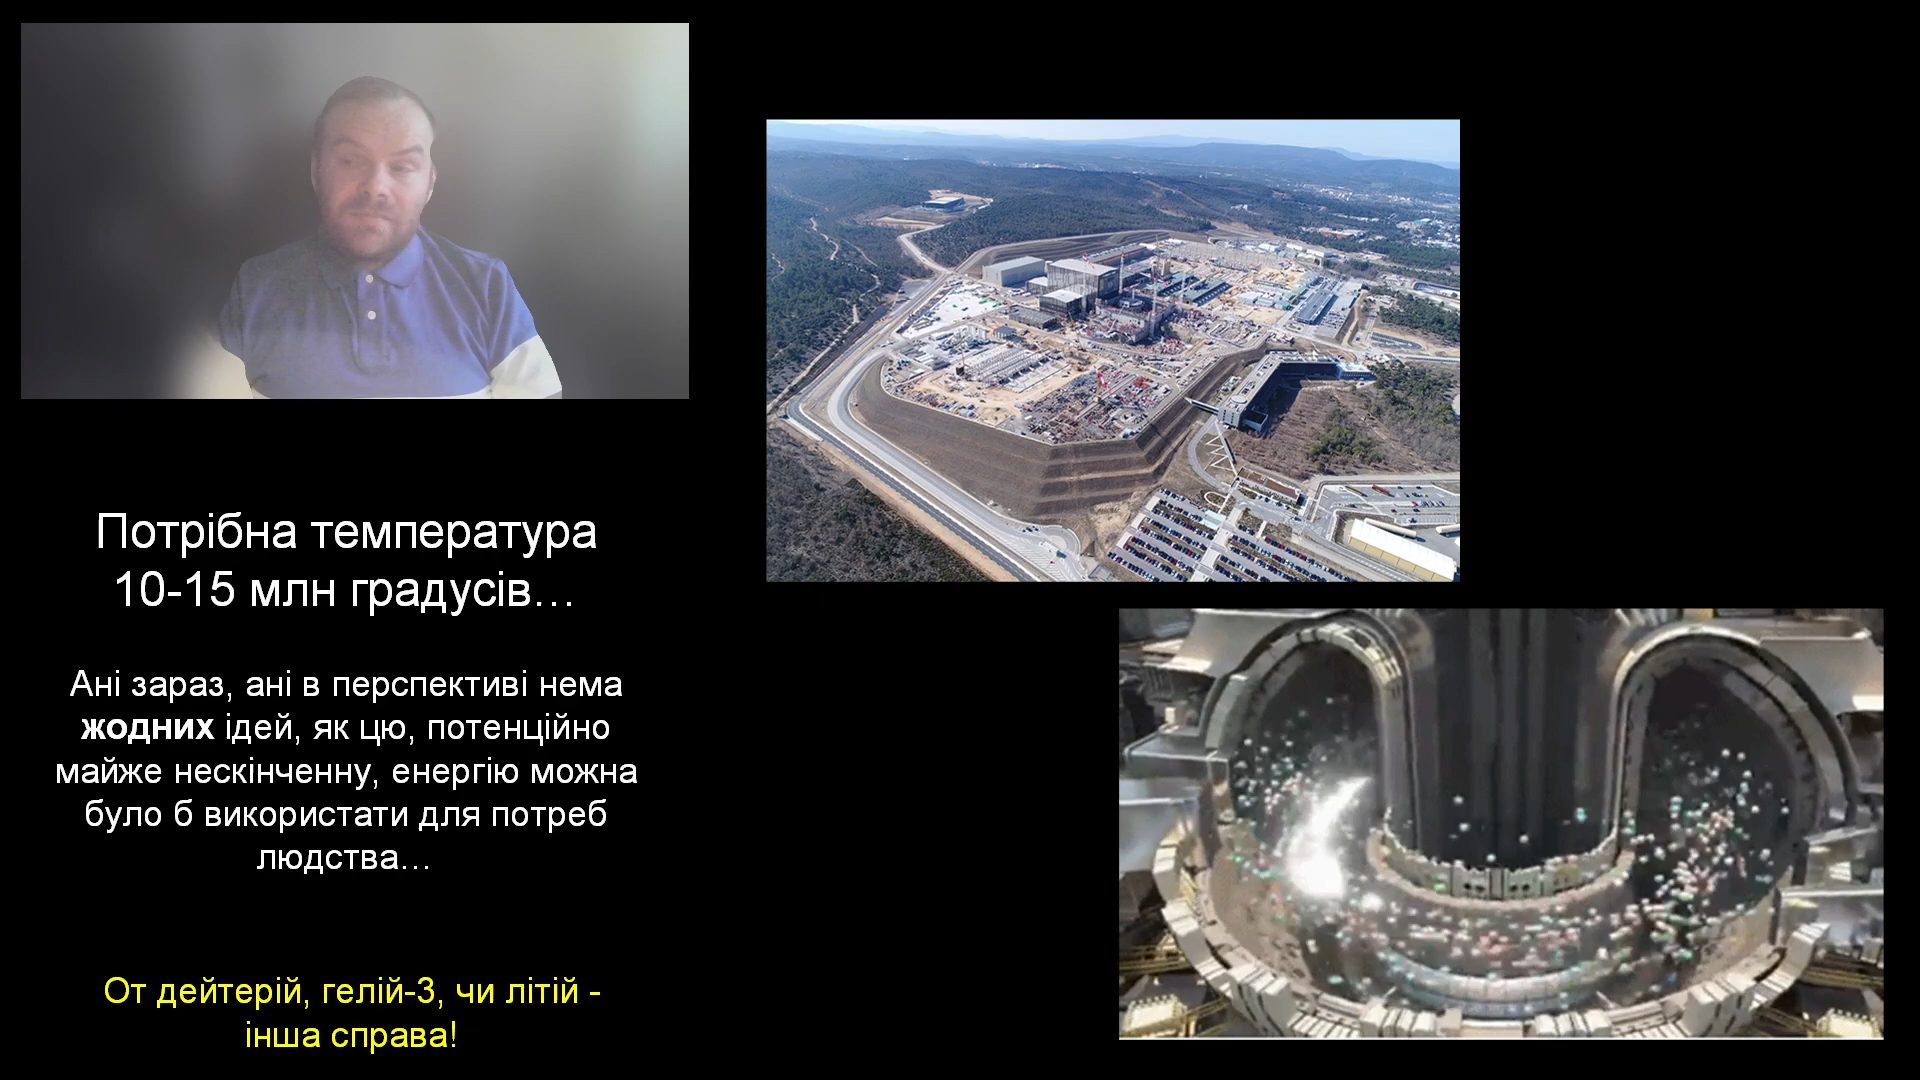 Потрібна температура
10-15 млн градусів…
Ані зараз, ані в перспективі нема
жодних ідей, як цю, потенційно
майже нескінченну, енергію можна
було б використати для потреб
людства…
От дейтерій, гелій-3, чи літій -
інша справа!